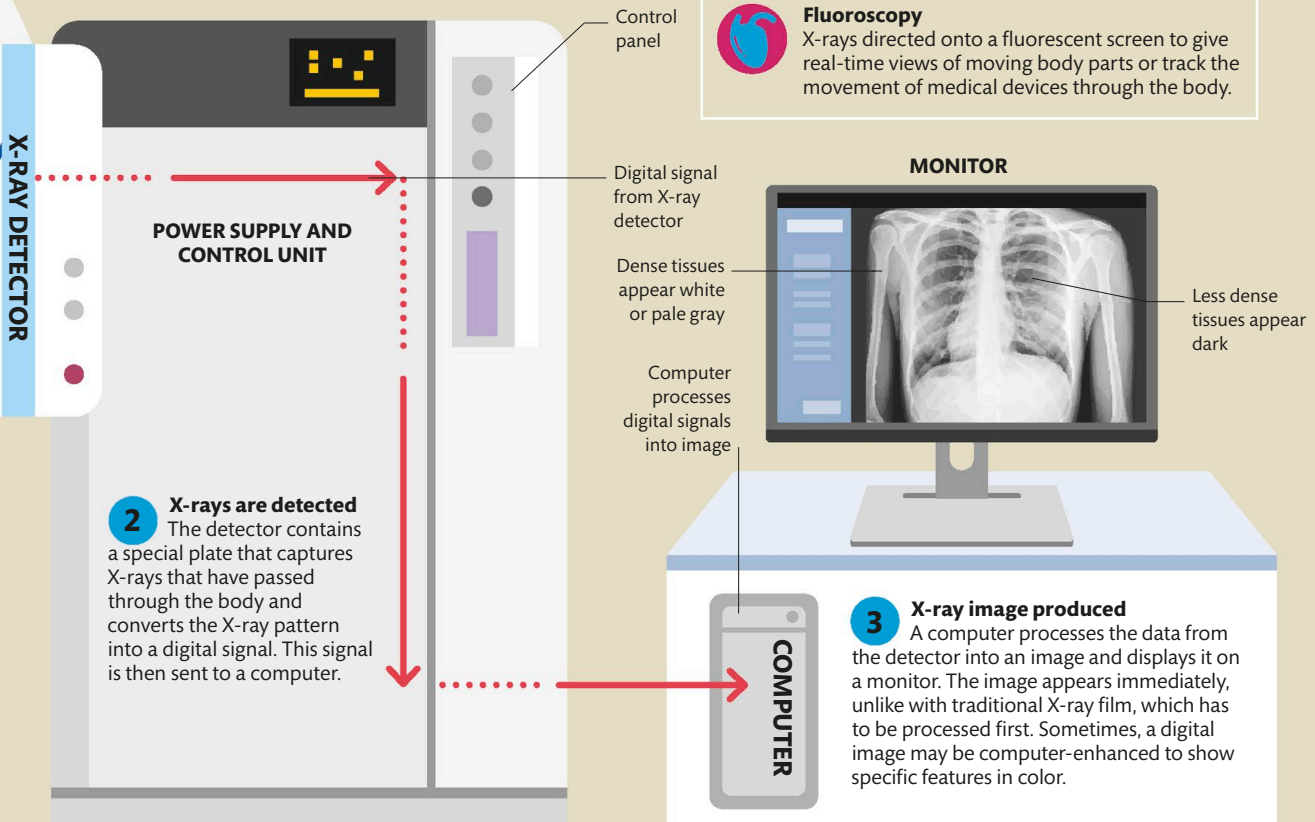 Control
panel
Fluoroscopy
X-rays directed onto a fluorescent screen to give
real-time views of moving body parts or track the
movement of medical devices through the body.
X-RAY DETECTOR
POWER SUPPLY AND
CONTROL UNIT
Digital signal
from X-ray
detector
MONITOR
Dense tissues
appear white
or pale gray
Less dense
tissues appear
dark
Computer
processes
digital signals
into image
2
X-rays are detected
The detector contains
a special plate that captures
X-rays that have passed
through the body and
converts the X-ray pattern
into a digital signal. This signal
is then sent to a computer.
COMPUTER
3
X-ray image produced
A computer processes the data from
the detector into an image and displays it on
a monitor. The image appears immediately,
unlike with traditional X-ray film, which has
to be processed first. Sometimes, a digital
image may be computer-enhanced to show
specific features in color.